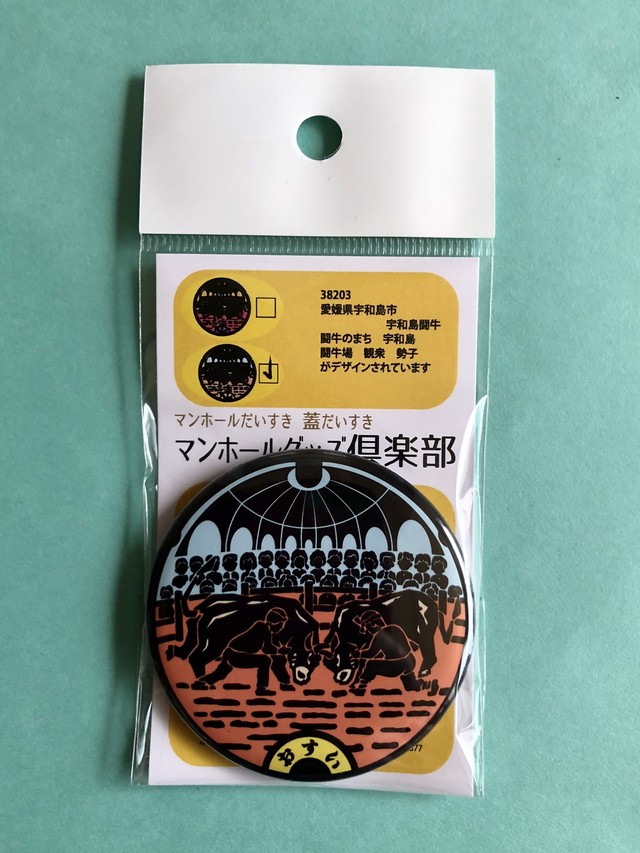 38203
愛媛県宇和島市
宇和島闘牛
闘牛のまち 宇和島
闘牛場 観衆 勢子
がデザインされています
マンホールだいすき 蓋だいすき
マンホールグッズ倶楽部
おすい